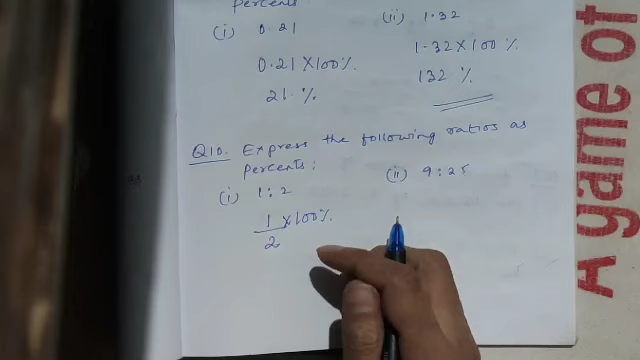 percents
(i) 0.21
(ii) 1.32
0.21 X 100%.
1.32 X 100 %.
21. %
132 %
Q10. Express the following ratios as
percents:
(i) 1:2
(ii) 9:25
1/2 X 100%.
A game of